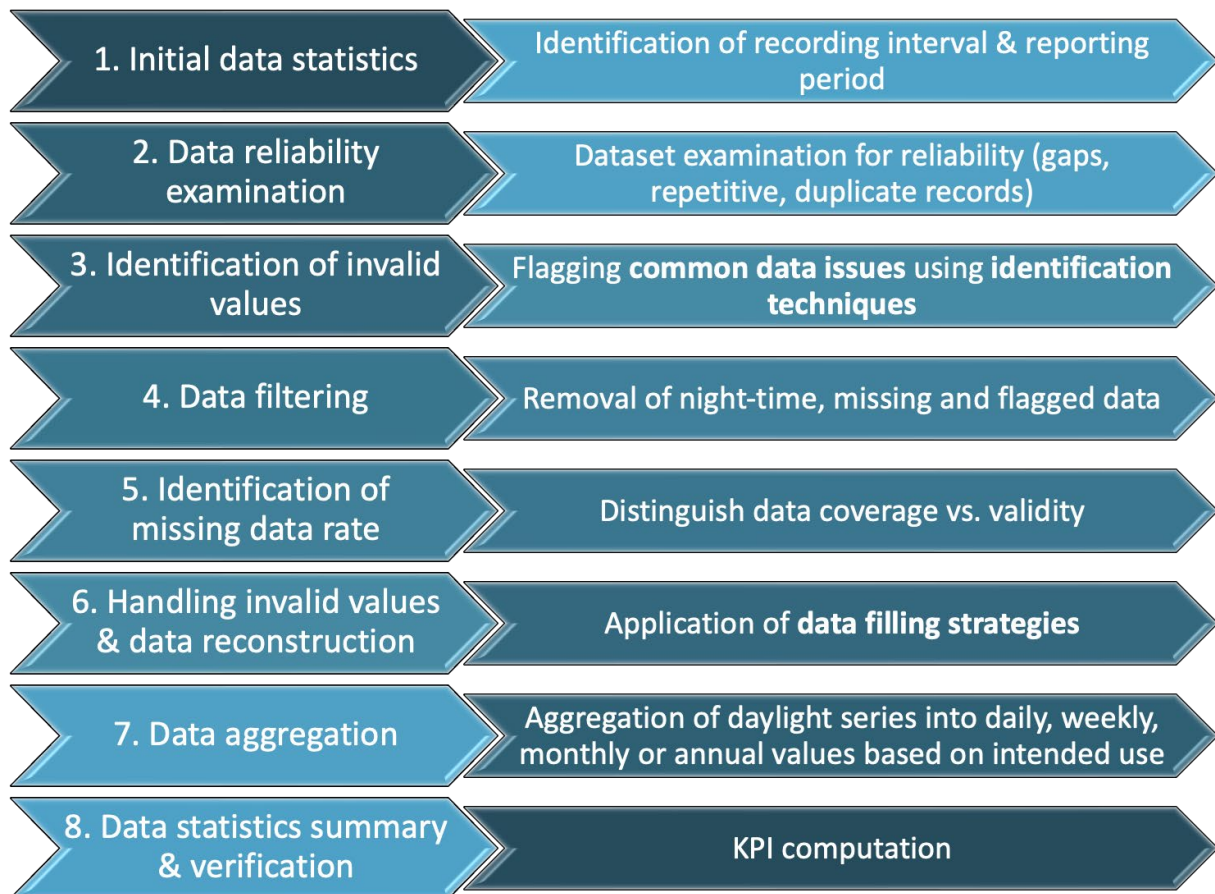 1. Initial data statistics
Identification of recording interval & reporting
period
2. Data reliability
examination
Dataset examination for reliability (gaps,
repetitive, duplicate records)
3. Identification of invalid
values
Flagging common data issues using identification
techniques
4. Data filtering
Removal of night-time, missing and flagged data
5. Identification of
missing data rate
Distinguish data coverage vs. validity
6. Handling invalid values
& data reconstruction
Application of data filling strategies
7. Data aggregation
Aggregation of daylight series into daily, weekly,
monthly or annual values based on intended use
8. Data statistics summary
& verification
KPI computation